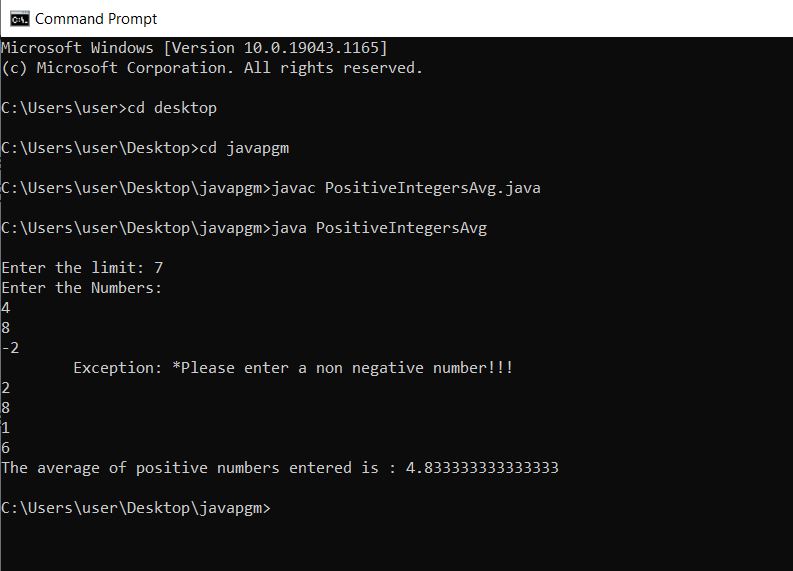 Command Prompt
Microsoft Windows [Version 10.0.19043.1165]
(c) Microsoft Corporation. All rights reserved.
C:\Users\user>cd desktop
C:\Users\user\Desktop>cd javapgm
C:\Users\user\Desktop\javapgm>javac PositiveIntegersAvg.java
C:\Users\user\Desktop\javapgm>java PositiveIntegersAvg
Enter the limit: 7
Enter the Numbers:
4
8
-2
Exception: *Please enter a non negative number!!!
2
8
1
6
The average of positive numbers entered is : 4.833333333333333
C:\Users\user\Desktop\javapgm>